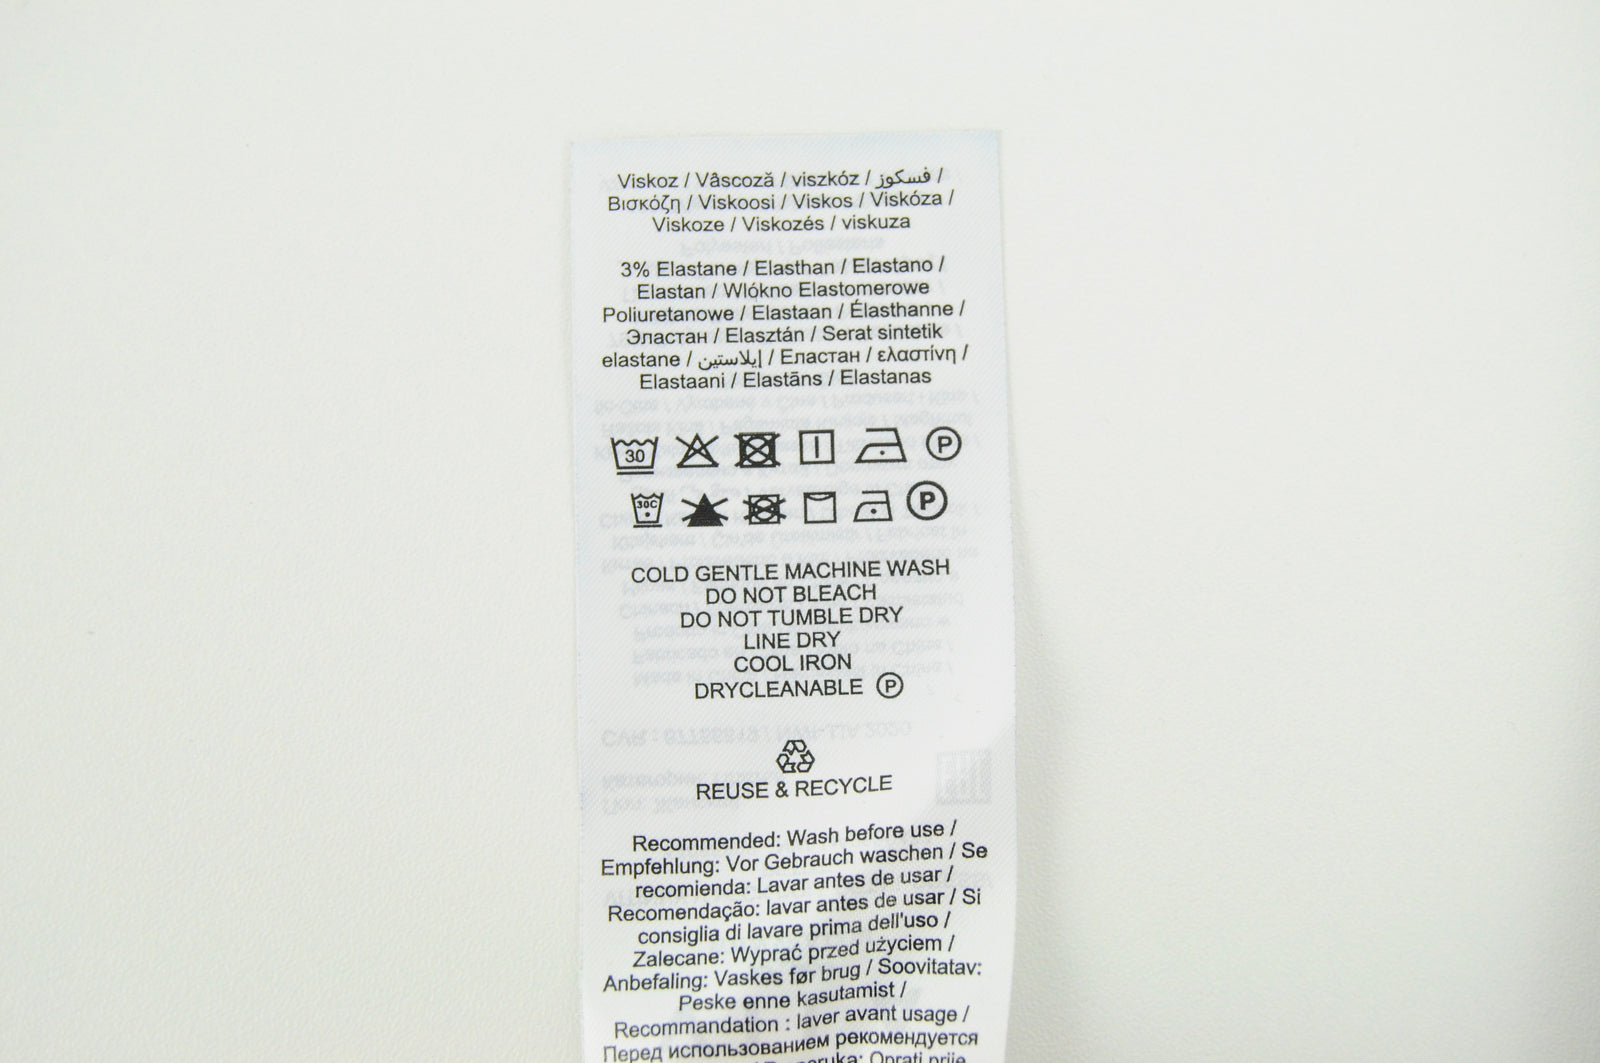 Viskoz / Vâscoză / viszkóz / فسكوز /
Βισκόζη / Viskoosi / Viskos / Viskóza /
Viskoze / Viskozés / viskuza
3% Elastane / Elasthan / Elastano /
Elastan / Wlókno Elastomerowe
Poliuretanowe / Elastaan / Élasthanne /
Эластан / Elasztán / Serat sintetik
elastane / إيلاستين / Еластан / ελαστίνη /
Elastaani / Elastāns / Elastanas
30 P
30C P
COLD GENTLE MACHINE WASH
DO NOT BLEACH
DO NOT TUMBLE DRY
LINE DRY
COOL IRON
DRYCLEANABLE P
REUSE & RECYCLE
Recommended: Wash before use /
Empfehlung: Vor Gebrauch waschen / Se
recomienda: Lavar antes de usar /
Recomendação: lavar antes de usar / Si
consiglia di lavare prima dell'uso /
Zalecane: Wyprać przed użyciem /
Anbefaling: Vaskes før brug / Soovitatav:
Peske enne kasutamist /
Recommandation : laver avant usage /
Перед использованием рекомендуется
Oprati prije